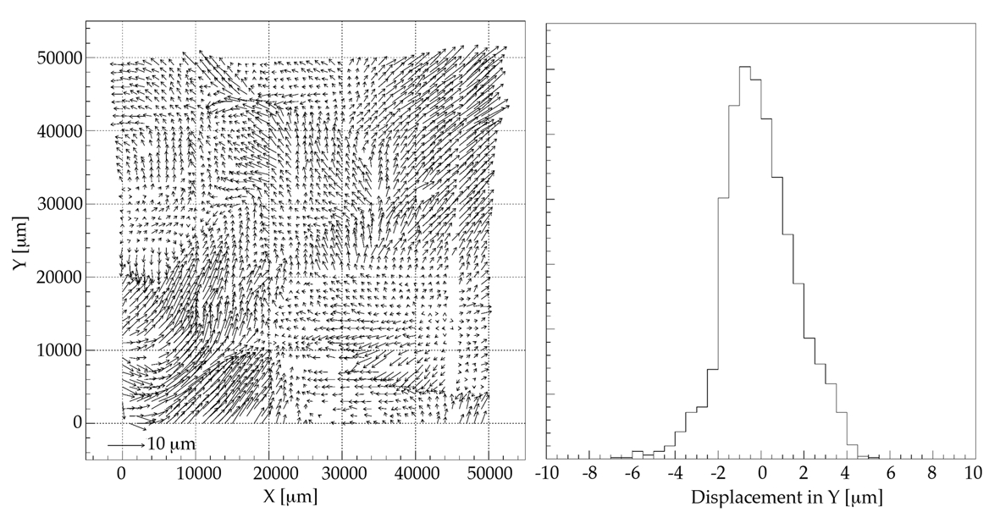 50000
40000
30000
20000
10000
0
Y [μm]
10 μm
0 10000 20000 30000 40000 50000
X [μm]
-10 -8 -6 -4 -2 0 2 4 6 8 10
Displacement in Y [μm]